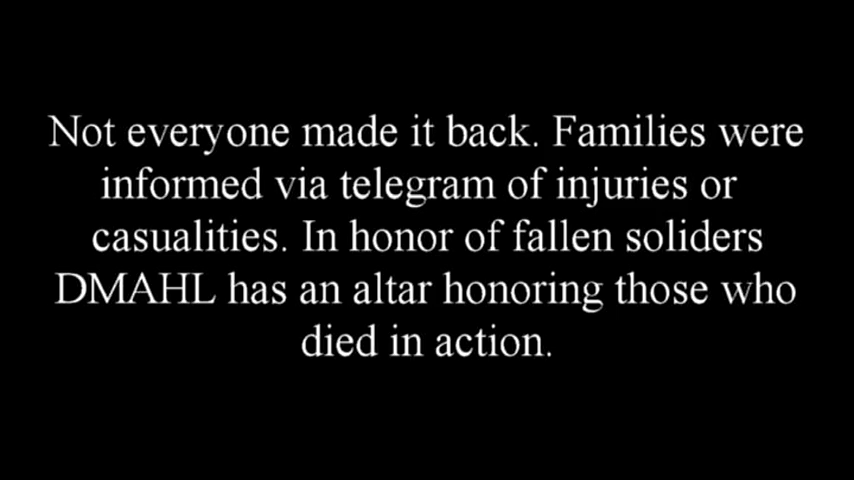 Not everyone made it back. Families were
informed via telegram of injuries or
casualities. In honor of fallen soliders
DMAHL has an altar honoring those who
died in action.